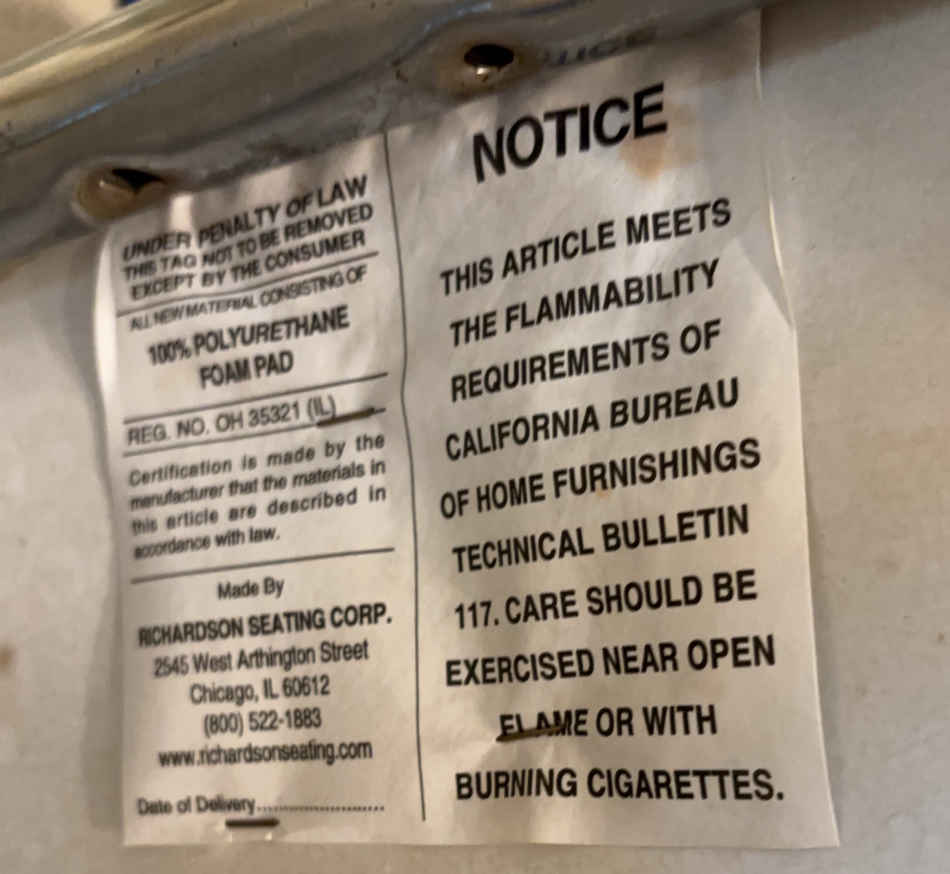 UNDER PENALTY OF LAW
THIS TAG NOT TO BE REMOVED
EXCEPT BY THE CONSUMER
ALL NEW MATERIAL CONSISTING OF
100% POLYURETHANE
FOAM PAD
REG. NO. OH 35321 (IL)
Certification is made by the
manufacturer that the materials in
this article are described in
accordance with law.
Made By
RICHARDSON SEATING CORP.
2545 West Arthington Street
Chicago, IL 60612
(800) 522-1883
www.richardsonseating.com
Date of Delivery........................
NOTICE
THIS ARTICLE MEETS
THE FLAMMABILITY
REQUIREMENTS OF
CALIFORNIA BUREAU
OF HOME FURNISHINGS
TECHNICAL BULLETIN
117. CARE SHOULD BE
EXERCISED NEAR OPEN
FLAME OR WITH
BURNING CIGARETTES.